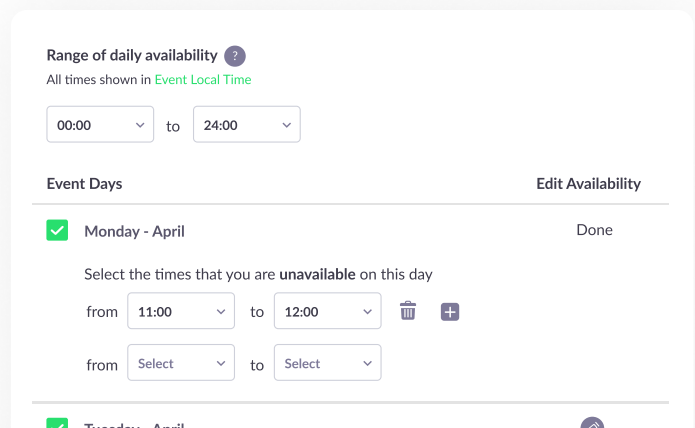 Range of daily availability ?
All times shown in Event Local Time
00:00 to 24:00
Event Days Edit Availability
Monday - April Done
Select the times that you are unavailable on this day
from 11:00 to 12:00
from Select to Select
Tuesday - April